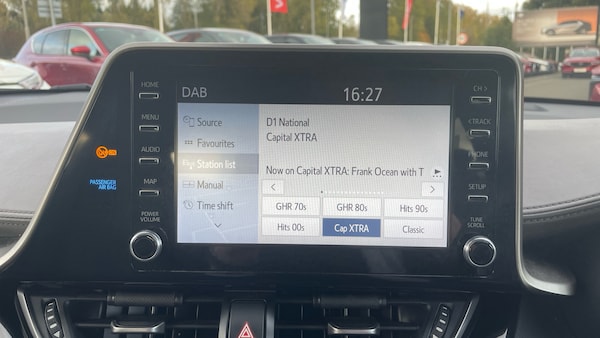 DAB
16:27
HOME
MENU
AUDIO
MAP
POWER
VOLUME
PASSENGER
AIR BAG
Source
Favourites
Station list
Manual
Time shift
D1 National
Capital XTRA
Now on Capital XTRA: Frank Ocean with T
GHR 70s
GHR 80s
Hits 90s
Hits 00s
Cap XTRA
Classic
CH >
< TRACK
PHONE
SETUP
TUNE
SCROLL